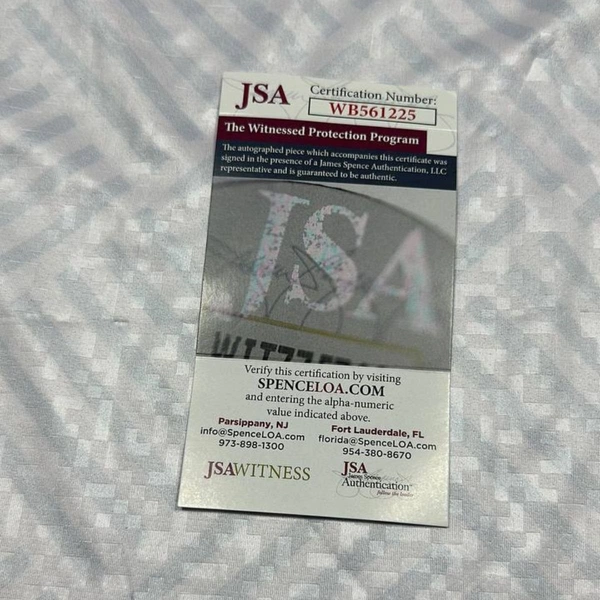 JSA
Certification Number:
WB561225
The Witnessed Protection Program
The autographed piece which accompanies this certificate was
signed in the presence of a James Spence Authentication, LLC
representative and is guaranteed to be authentic.
JSA
Verify this certification by visiting
SPENCELOA.COM
and entering the alpha-numeric
value indicated above.
Parsippany, NJ
info@SpenceLOA.com
973-898-1300
Fort Lauderdale, FL
florida@SpenceLOA.com
954-380-8670
JSAWITNESS
JSA
James Spence
Authentication
follow the leader